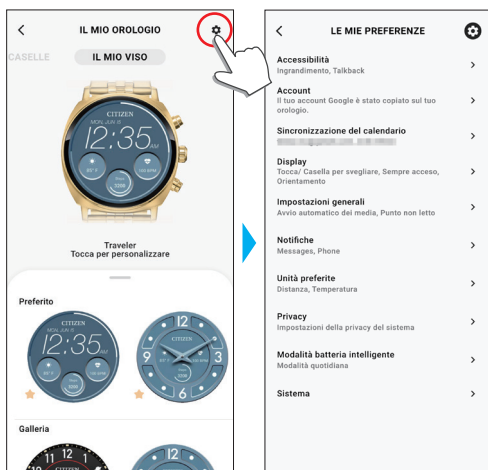 IL MIO OROLOGIO
CASELLE
IL MIO VISO
CITIZEN
MON, JUN 15
12:35 AM
Traveler
Tocca per personalizzare
Preferito
CITIZEN
12:35
12
CITIZEN
9
3
6
Galleria
11 12 1
12
LE MIE PREFERENZE
Accessibilità
Ingrandimento, Talkback
Account
Il tuo account Google è stato copiato sul tuo
orologio.
Sincronizzazione del calendario
Display
Tocca/ Casella per svegliare, Sempre acceso,
Orientamento
Impostazioni generali
Avvio automatico dei media, Punto non letto
Notifiche
Messages, Phone
Unità preferite
Distanza, Temperatura
Privacy
Impostazioni della privacy del sistema
Modalità batteria intelligente
Modalità quotidiana
Sistema